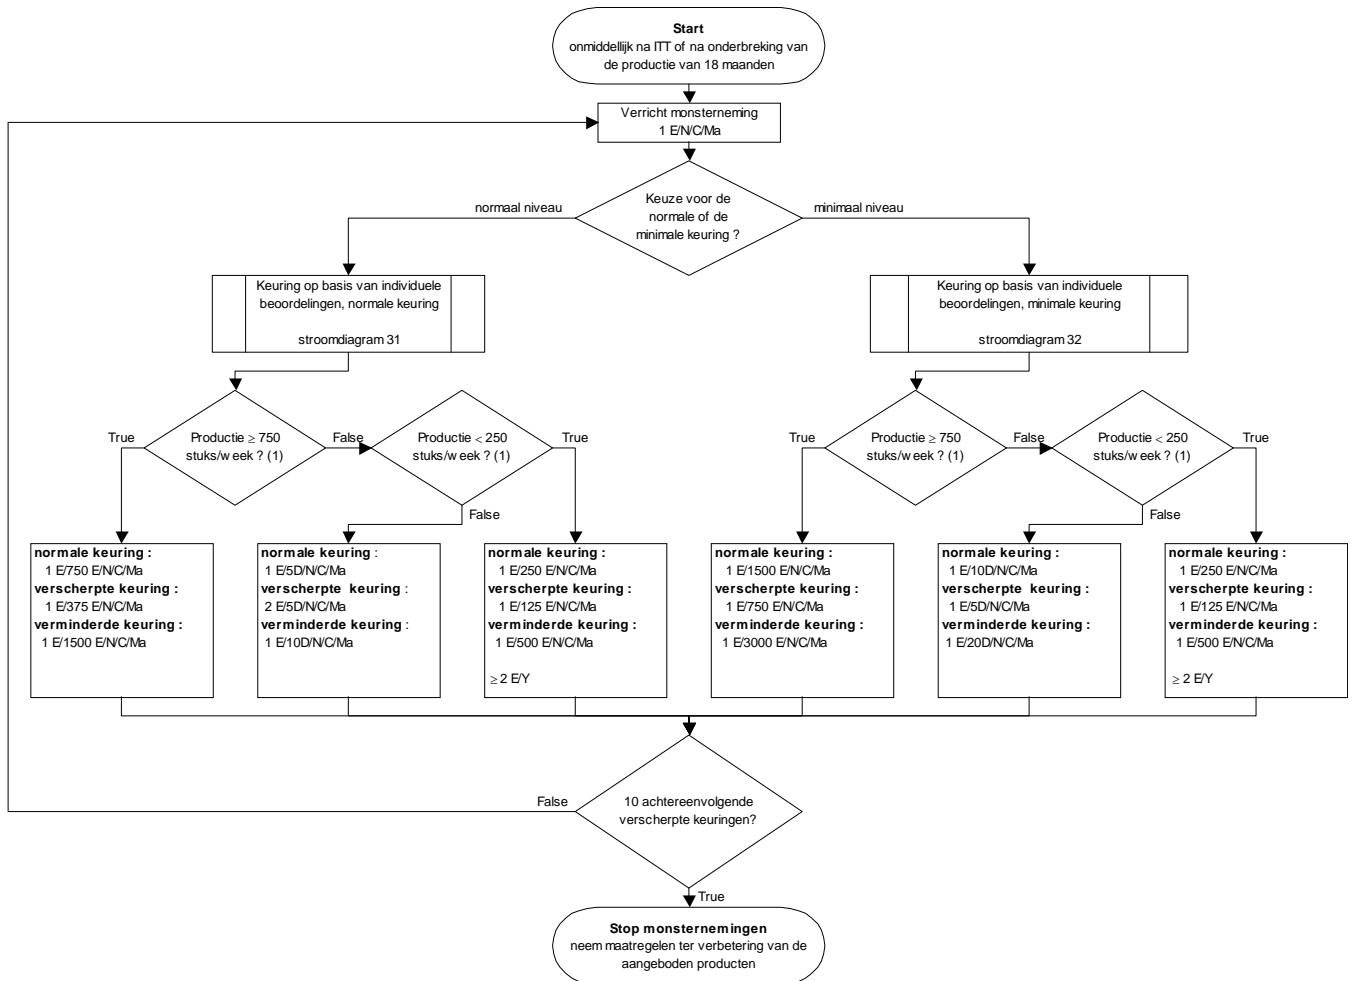 Start
onmiddellijk na ITT of na onderbreking van
de productie van 18 maanden
Verricht monsterneming
1 E/N/C/Ma
Keuze voor de
normale of de
minimale keuring ?
normaal niveau
minimaal niveau
Keuring op basis van individuele
beoordelingen, normale keuring
stroomdiagram 31
Keuring op basis van individuele
beoordelingen, minimale keuring
stroomdiagram 32
True
Productie ≥ 750
stuks/week ? (1)
False
Productie < 250
stuks/week ? (1)
True
False
True
Productie ≥ 750
stuks/week ? (1)
False
Productie < 250
stuks/week ? (1)
True
False
normale keuring :
1 E/750 E/N/C/Ma
verscherpte keuring :
1 E/375 E/N/C/Ma
verminderde keuring :
1 E/1500 E/N/C/Ma
normale keuring :
1 E/5D/N/C/Ma
verscherpte keuring :
2 E/5D/N/C/Ma
verminderde keuring :
1 E/10D/N/C/Ma
normale keuring :
1 E/250 E/N/C/Ma
verscherpte keuring :
1 E/125 E/N/C/Ma
verminderde keuring :
1 E/500 E/N/C/Ma
≥ 2 E/Y
normale keuring :
1 E/1500 E/N/C/Ma
verscherpte keuring :
1 E/750 E/N/C/Ma
verminderde keuring :
1 E/3000 E/N/C/Ma
normale keuring :
1 E/10D/N/C/Ma
verscherpte keuring :
1 E/5D/N/C/Ma
verminderde keuring :
1 E/20D/N/C/Ma
normale keuring :
1 E/250 E/N/C/Ma
verscherpte keuring :
1 E/125 E/N/C/Ma
verminderde keuring :
1 E/500 E/N/C/Ma
≥ 2 E/Y
False
10 achtereenvolgende
verscherpte keuringen?
True
Stop monsternemingen
neem maatregelen ter verbetering van de
aangeboden producten